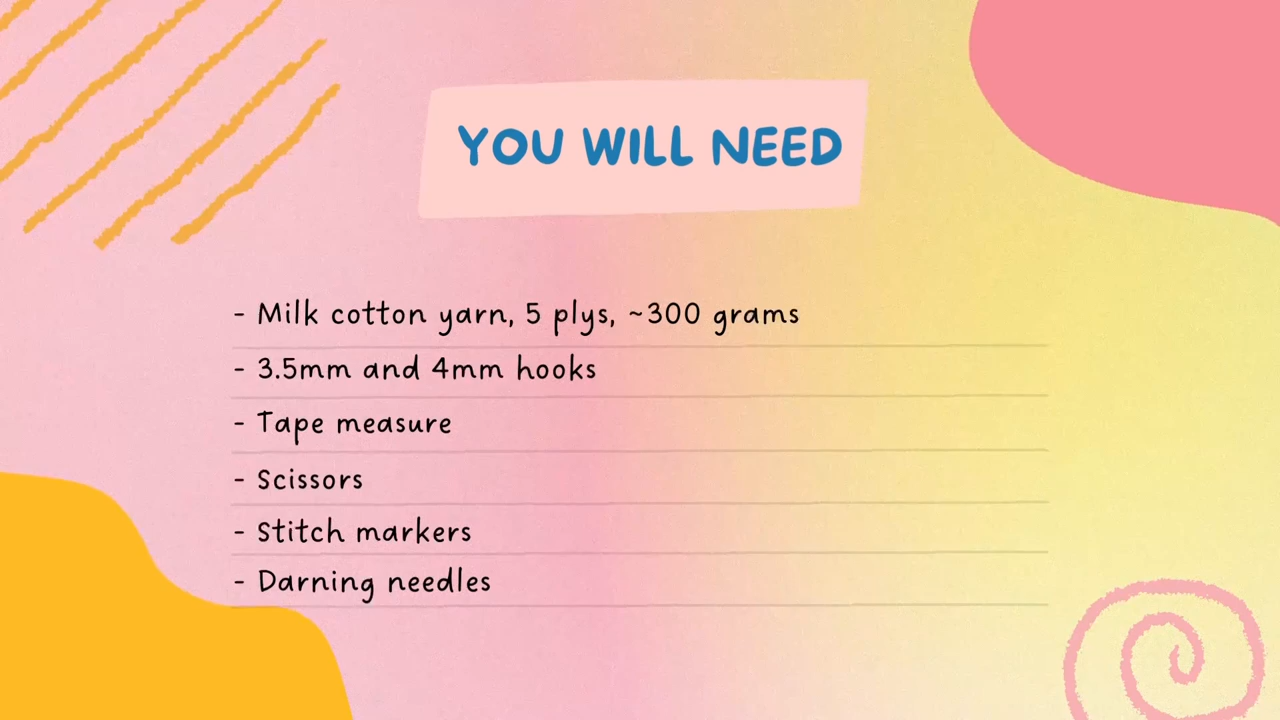 YOU WILL NEED
- Milk cotton yarn, 5 plys, ~300 grams
- 3.5mm and 4mm hooks
- Tape measure
- Scissors
- Stitch markers
- Darning needles